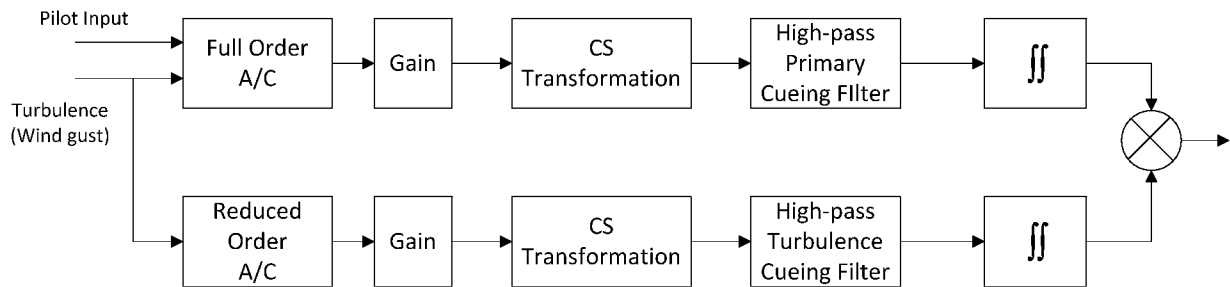 Pilot Input
Turbulence
(Wind gust)
Full Order
A/C
Gain
CS
Transformation
High-pass
Primary
Cueing FIlter
∬
Reduced
Order
A/C
Gain
CS
Transformation
High-pass
Turbulence
Cueing Filter
∬